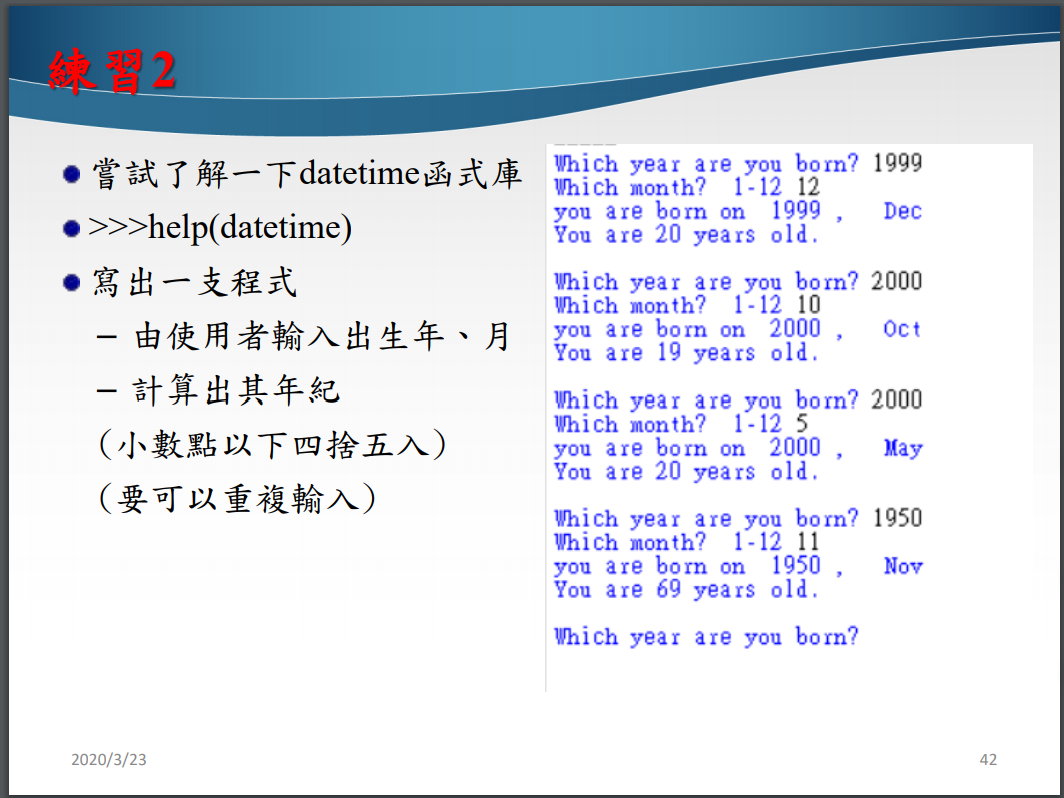 練習2
嘗試了解一下datetime函式庫
>>>help(datetime)
寫出一支程式
– 由使用者輸入出生年、月
– 計算出其年紀
（小數點以下四捨五入）
（要可以重複輸入）
Which year are you born? 1999
Which month?  1-12 12
you are born on  1999 ,   Dec
You are 20 years old.
Which year are you born? 2000
Which month?  1-12 10
you are born on  2000 ,   Oct
You are 19 years old.
Which year are you born? 2000
Which month?  1-12 5
you are born on  2000 ,   May
You are 20 years old.
Which year are you born? 1950
Which month?  1-12 11
you are born on  1950 ,   Nov
You are 69 years old.
Which year are you born?
2020/3/23
42